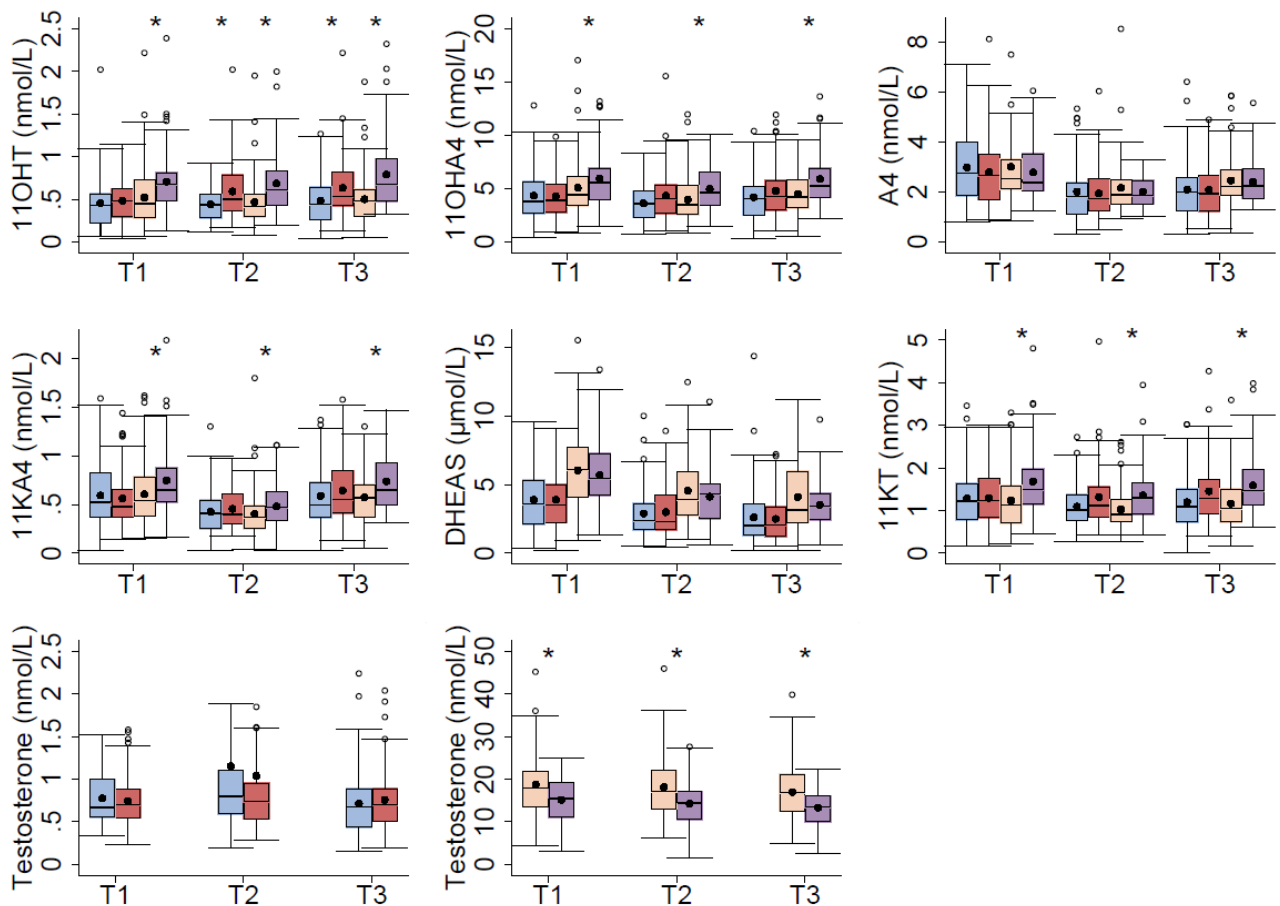 * * * * *
11OHT (nmol/L)
2.5
2
1.5
1
.5
0
T1 T2 T3
* * *
11OHA4 (nmol/L)
20
15
10
5
0
T1 T2 T3
A4 (nmol/L)
8
6
4
2
0
T1 T2 T3
* * *
11KA4 (nmol/L)
2
1.5
1
.5
0
T1 T2 T3
DHEAS (μmol/L)
15
10
5
0
T1 T2 T3
* * *
11KT (nmol/L)
5
4
3
2
1
0
T1 T2 T3
Testosterone (nmol/L)
2.5
2
1.5
1
.5
0
T1 T2 T3
* * *
Testosterone (nmol/L)
50
40
30
20
10
0
T1 T2 T3